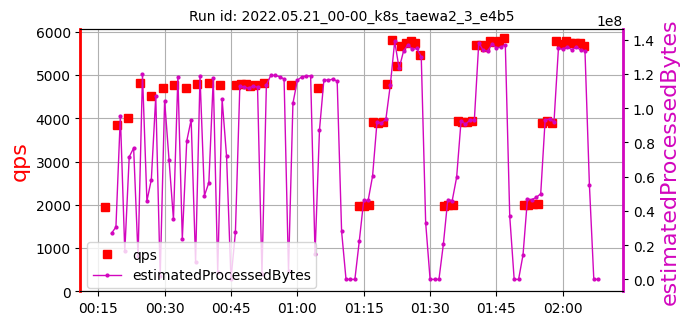 Run id: 2022.05.21_00-00_k8s_taewa2_3_e4b5
1e8
qps
estimatedProcessedBytes
6000
5000
4000
3000
2000
1000
0
1.4
1.2
1.0
0.8
0.6
0.4
0.2
0.0
qps
estimatedProcessedBytes
00:15 00:30 00:45 01:00 01:15 01:30 01:45 02:00